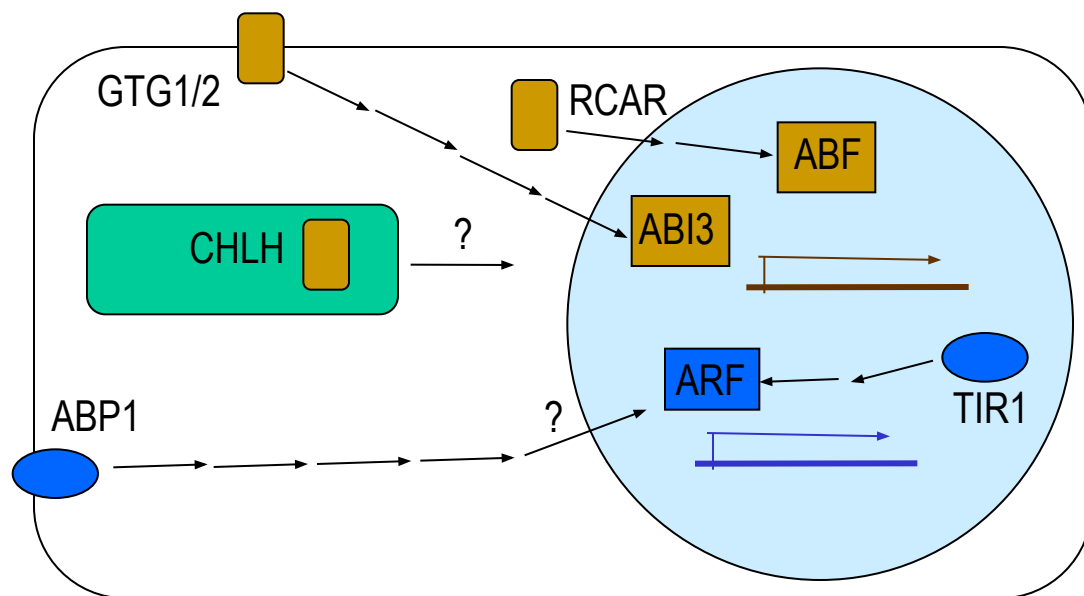 GTG1/2
RCAR
ABF
ABI3
CHLH
?
ARF
TIR1
ABP1
?